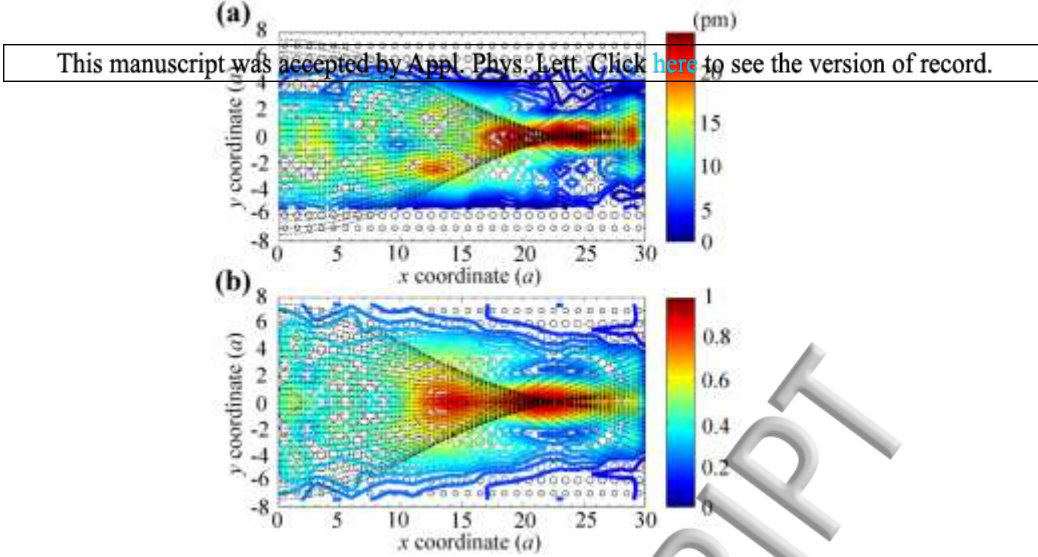 (a)
(pm)
8
This manuscript was accepted by Appl. Phys. Lett. Click here to see the version of record.
4
2
0
-2
-4
-6
-8
y coordinate (a)
0 5 10 15 20 25 30
x coordinate (a)
20
15
10
5
0
(b)
8
6
4
2
0
-2
-4
-6
-8
y coordinate (a)
0 5 10 15 20 25 30
x coordinate (a)
1
0.8
0.6
0.4
0.2
0
IPT